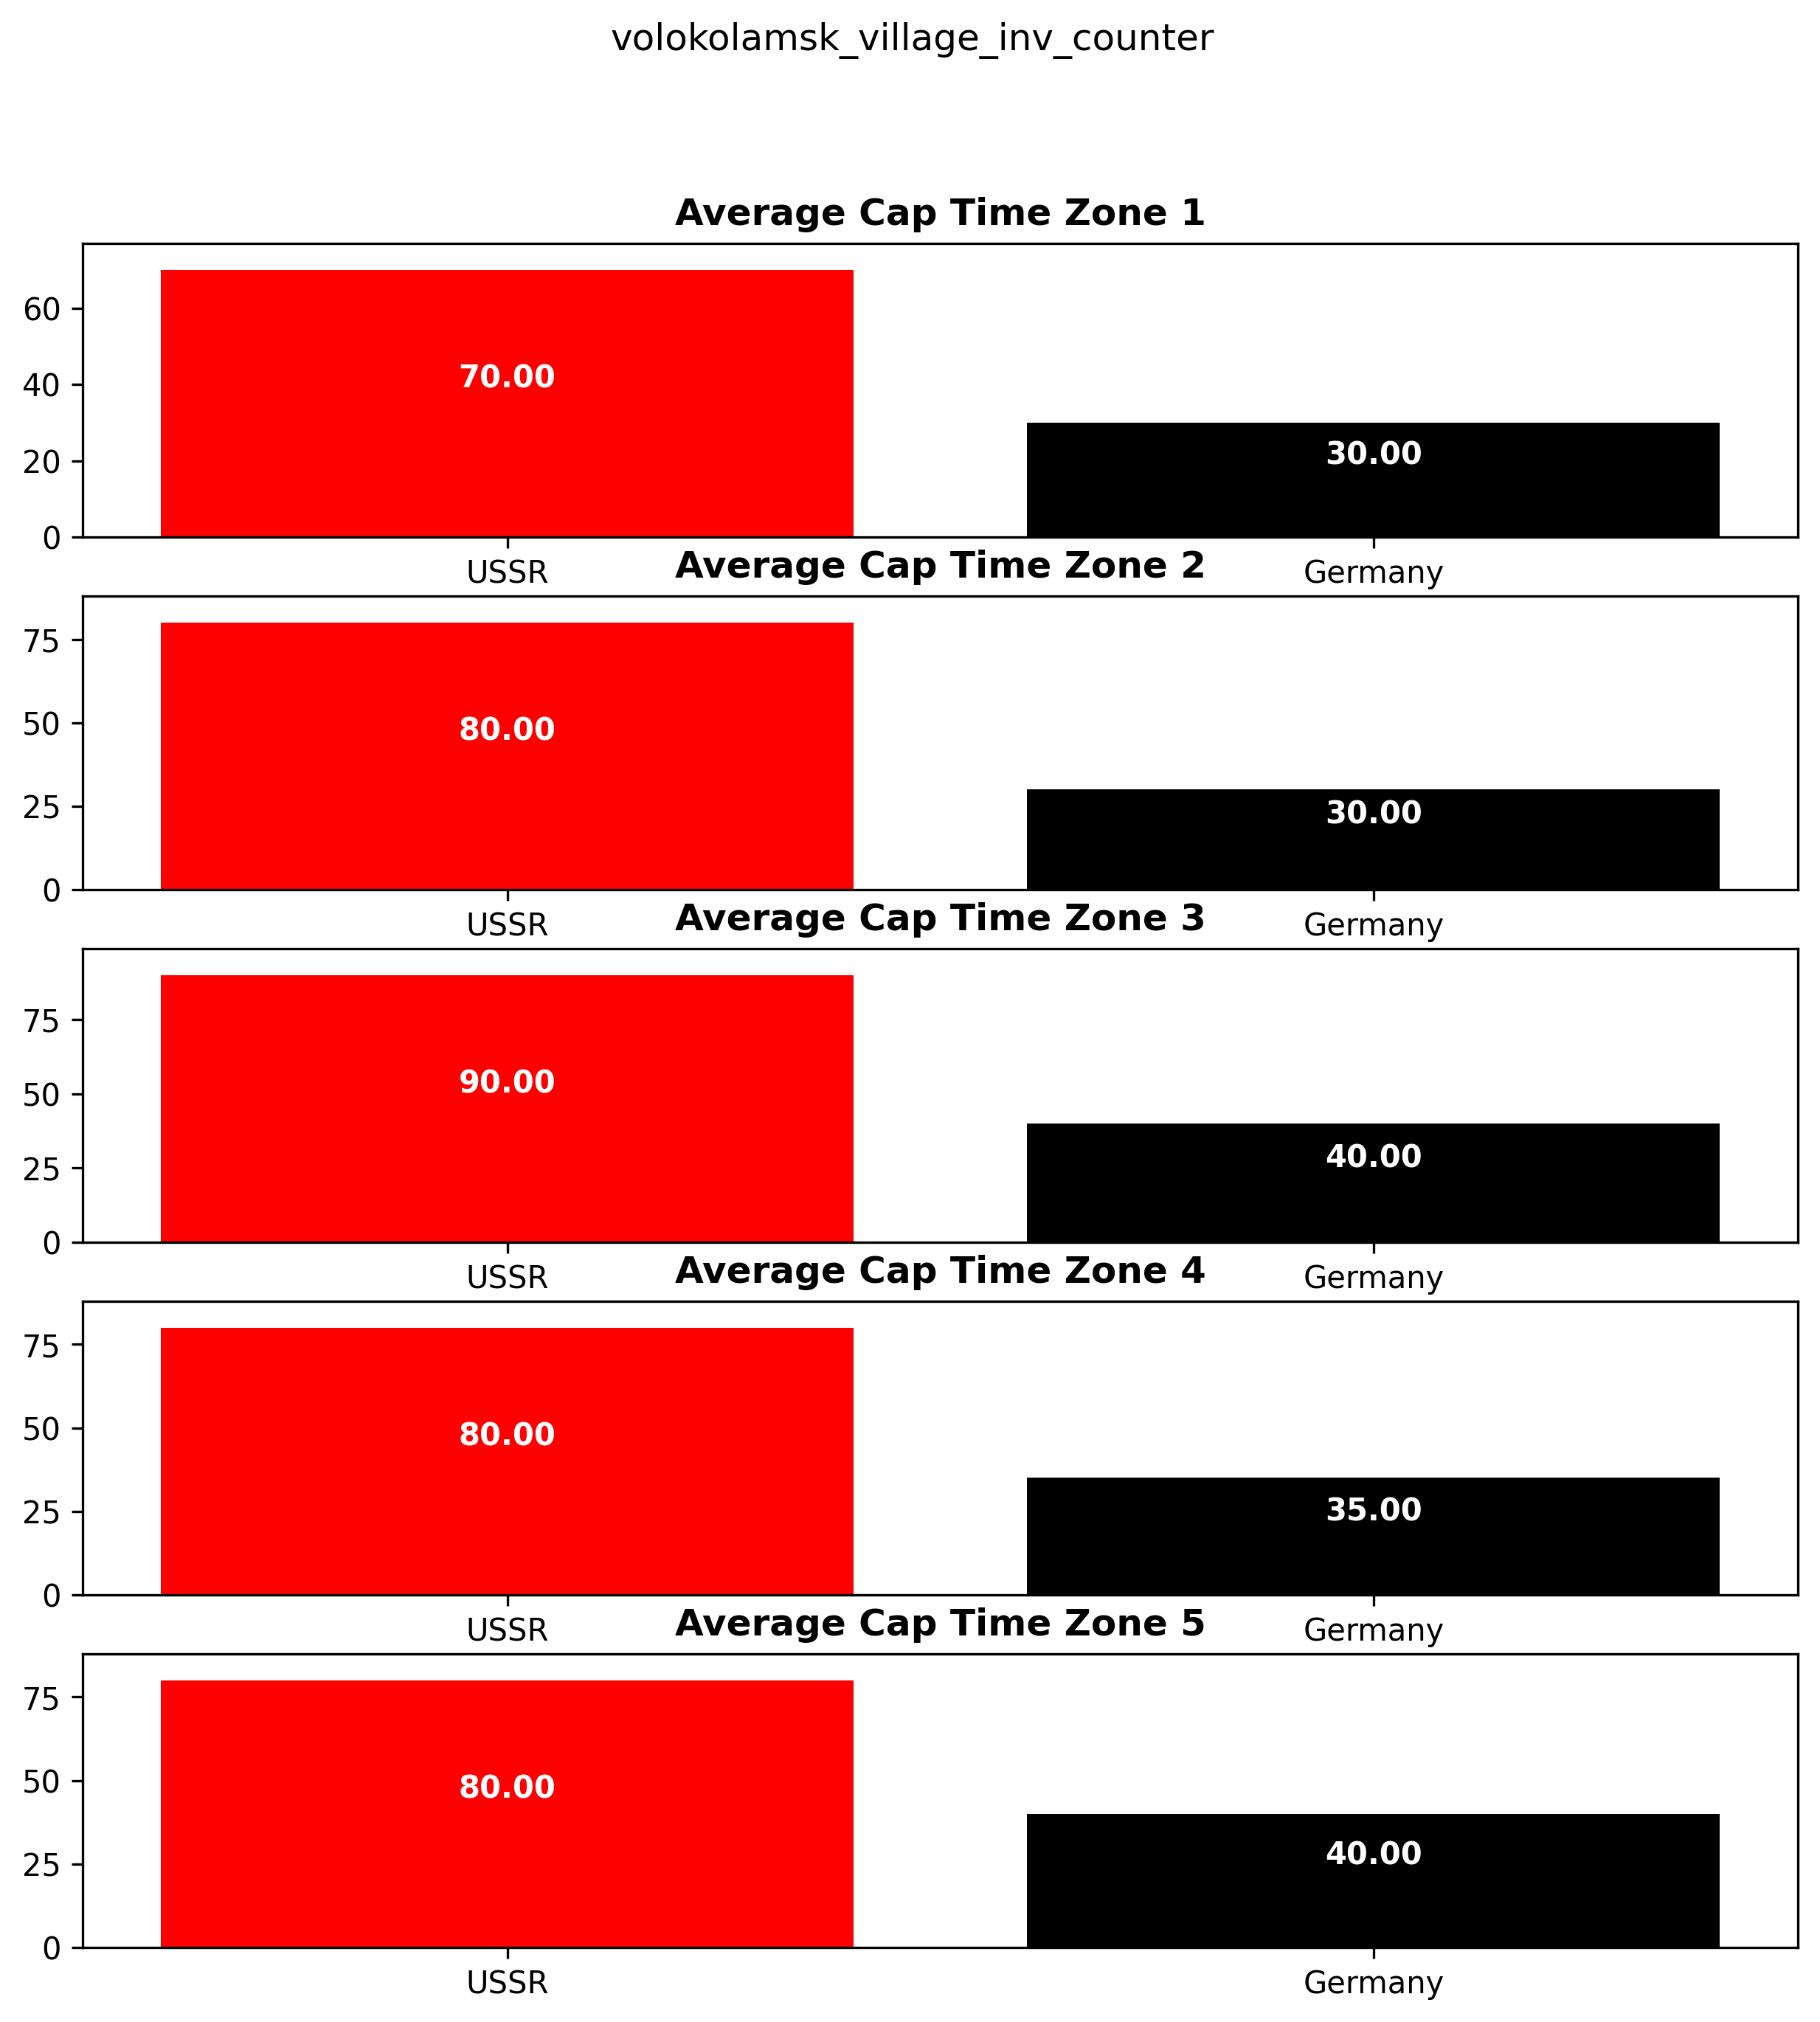 volokolamsk_village_inv_counter
Average Cap Time Zone 1
60
40
20
0
70.00
30.00
USSR
Germany
Average Cap Time Zone 2
75
50
25
0
80.00
30.00
USSR
Germany
Average Cap Time Zone 3
75
50
25
0
90.00
40.00
USSR
Germany
Average Cap Time Zone 4
75
50
25
0
80.00
35.00
USSR
Germany
Average Cap Time Zone 5
75
50
25
0
80.00
40.00
USSR
Germany